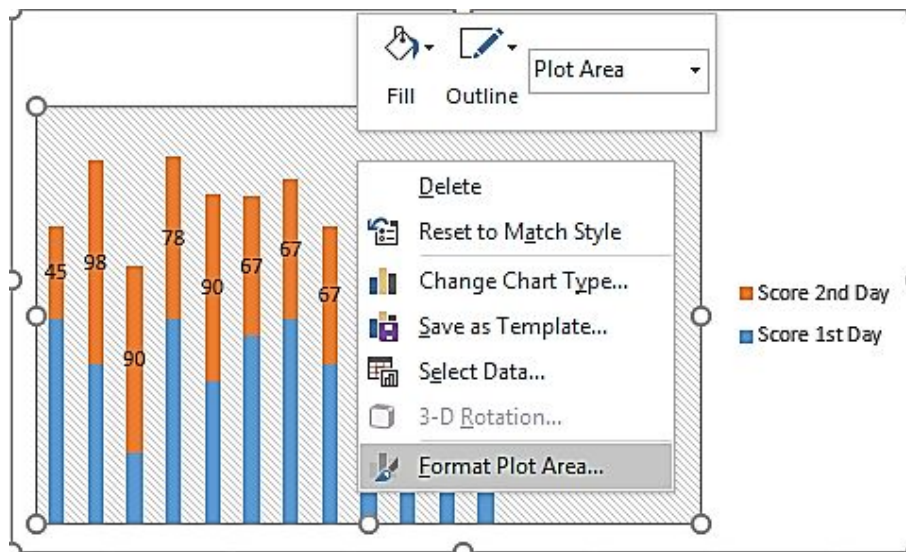 Fill Outline Plot Area
45 98 90 78 90 67 67 67
Delete
Reset to Match Style
Change Chart Type...
Save as Template...
Select Data...
3-D Rotation...
Format Plot Area...
Score 2nd Day
Score 1st Day